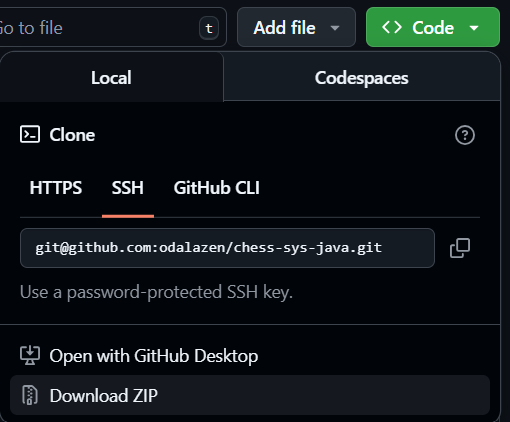 Go to file
t
Add file
Code
Local
Codespaces
Clone
HTTPS
SSH
GitHub CLI
git@github.com:odalazen/chess-sys-java.git
Use a password-protected SSH key.
Open with GitHub Desktop
Download ZIP